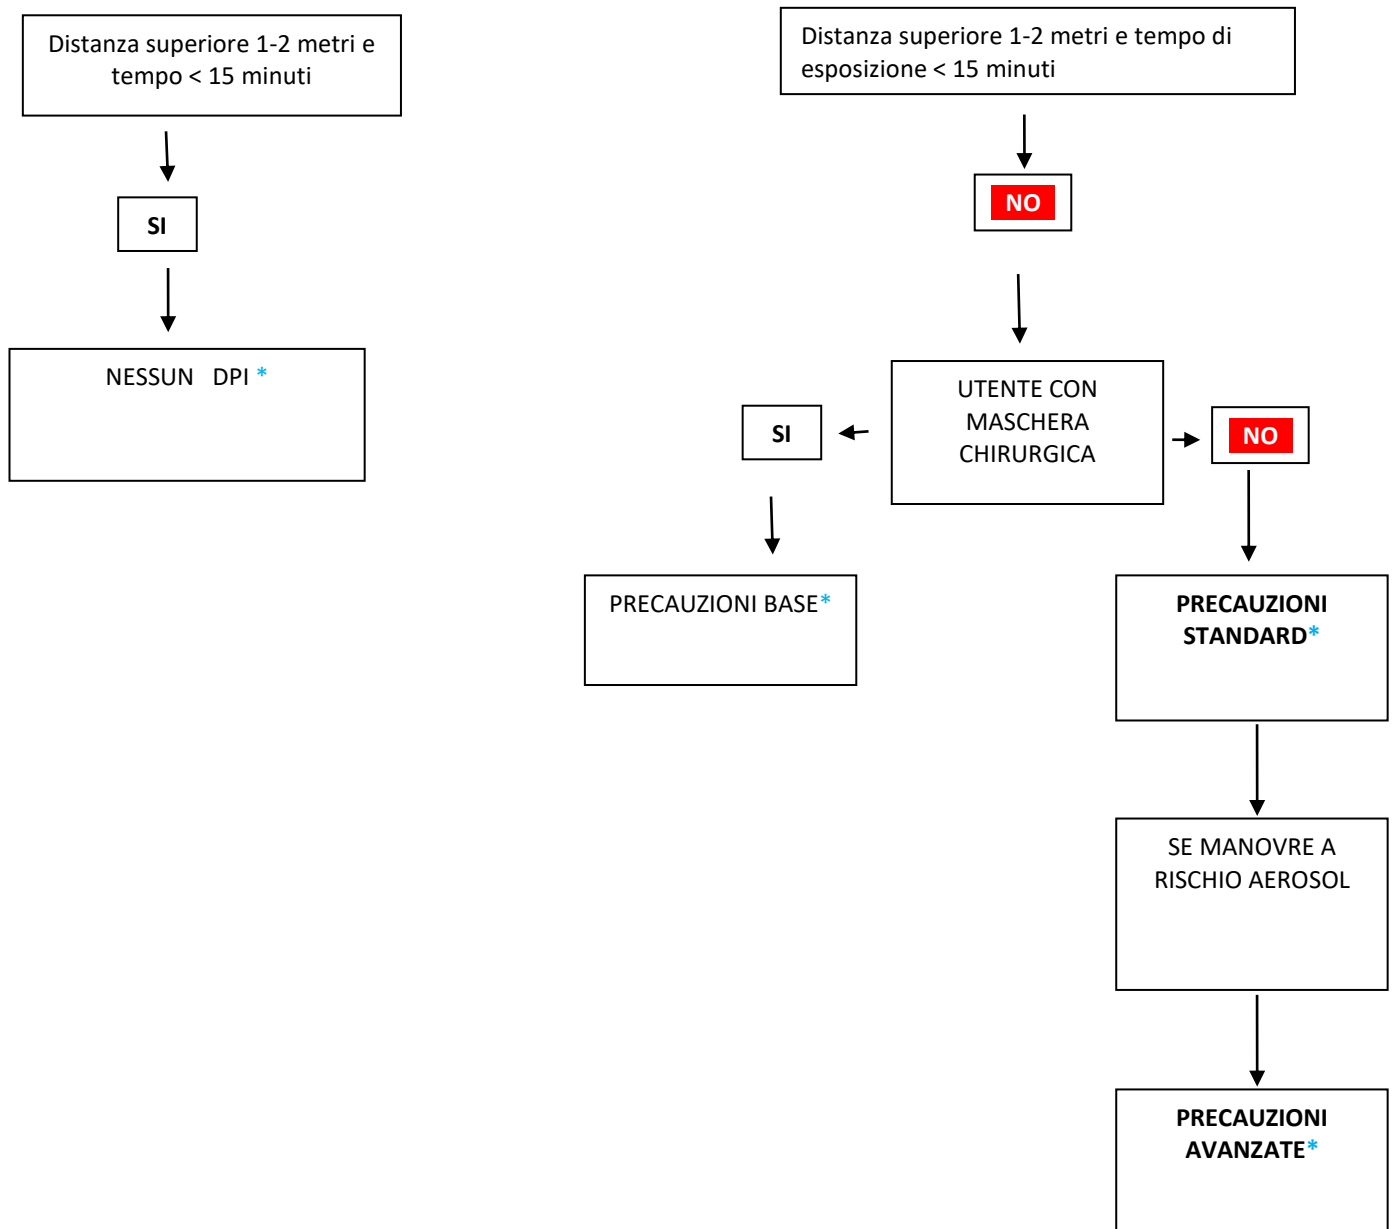 Distanza superiore 1-2 metri e
tempo < 15 minuti
SI
NESSUN DPI *
Distanza superiore 1-2 metri e tempo di
esposizione < 15 minuti
NO
UTENTE CON
MASCHERA
CHIRURGICA
SI
NO
PRECAUZIONI BASE*
PRECAUZIONI
STANDARD*
SE MANOVRE A
RISCHIO AEROSOL
PRECAUZIONI
AVANZATE*